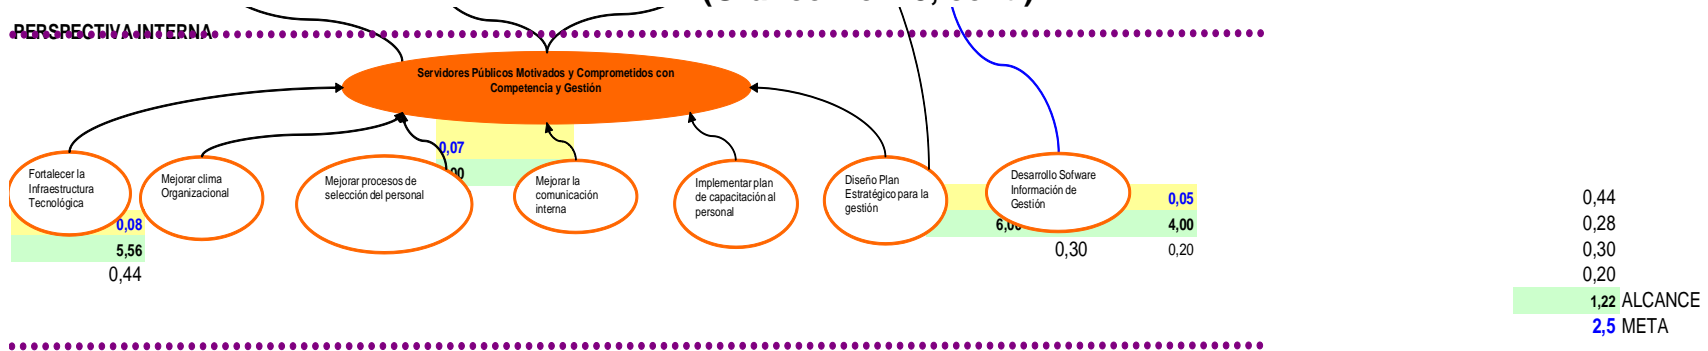 PERSPECTIVA INTERNA
Servidores Públicos Motivados y Comprometidos con
Competencia y Gestión
0,07
Fortalecer la
Infraestructura
Tecnológica
Mejorar clima
Organizacional
Mejorar procesos de
selección del personal
Mejorar la
comunicación
interna
Implementar plan
de capacitación al
personal
Diseño Plan
Estratégico para la
gestión
Desarrollo Sofware
Información de
Gestión
0,08
5,56
0,44
0,30
0,05
4,00
0,20
0,44
0,28
0,30
0,20
1,22 ALCANCE
2,5 META